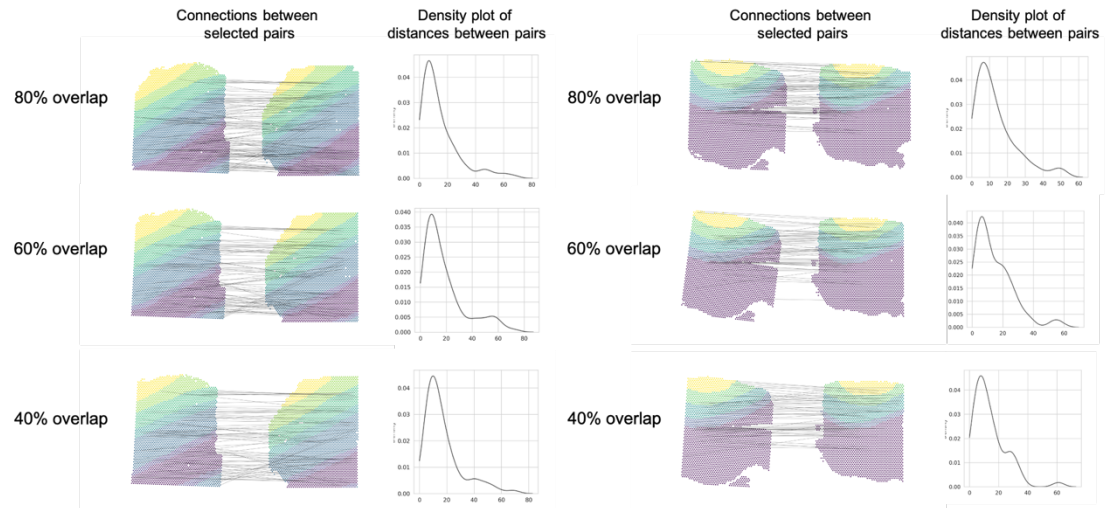 Connections between
selected pairs
Density plot of
distances between pairs
Connections between
selected pairs
Density plot of
distances between pairs
80% overlap
0.04
0.03
0.02
0.01
0.00
0 20 40 60 80
80% overlap
0.04
0.03
0.02
0.01
0.00
0 10 20 30 40 50 60
60% overlap
0.040
0.035
0.030
0.025
0.020
0.015
0.010
0.005
0.000
0 20 40 60 80
60% overlap
0.040
0.035
0.030
0.025
0.020
0.015
0.010
0.005
0.000
0 20 40 60
40% overlap
0.04
0.03
0.02
0.01
0.00
0 20 40 60 80
40% overlap
0.04
0.03
0.02
0.01
0.00
0 20 40 60